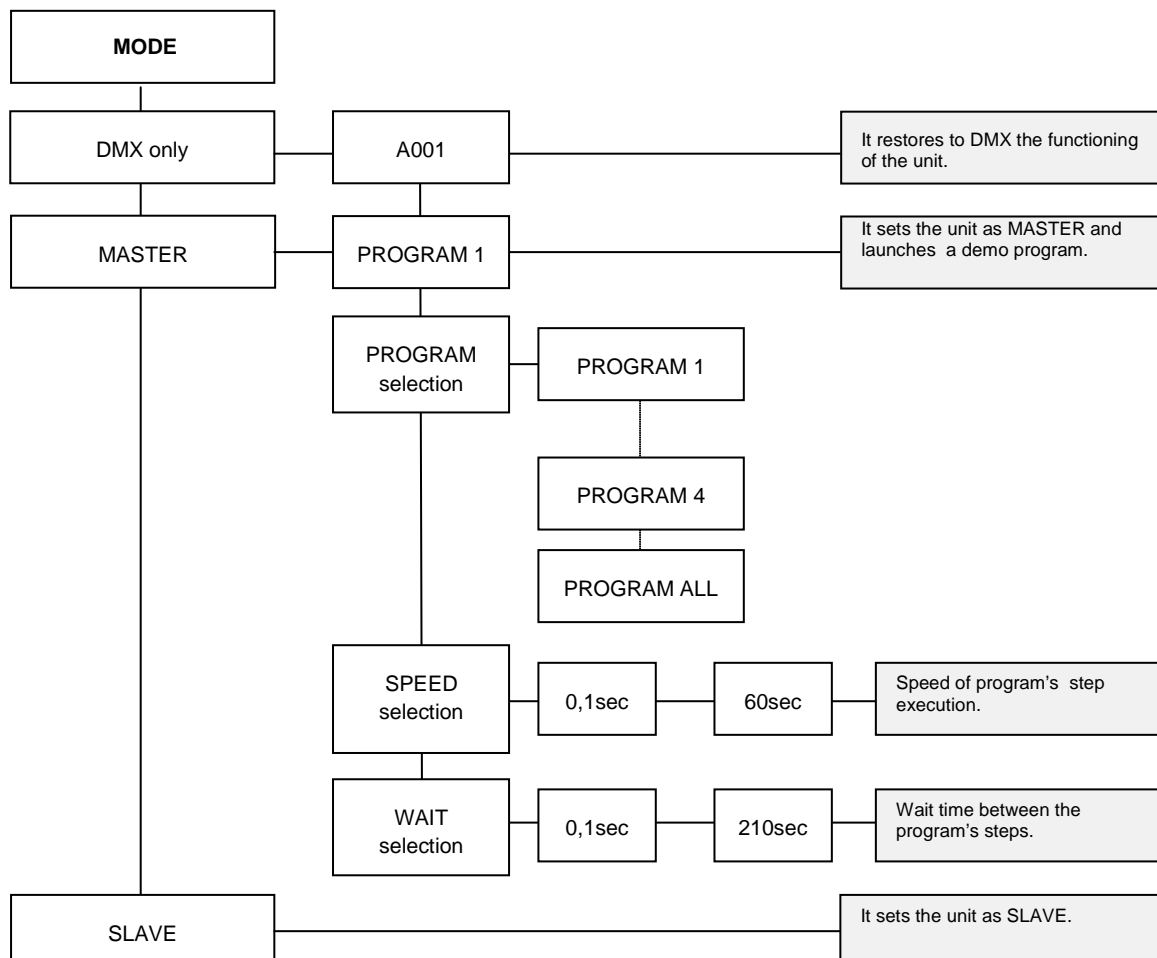 MODE
DMX only
A001
It restores to DMX the functioning
of the unit.
MASTER
PROGRAM 1
It sets the unit as MASTER and
launches a demo program.
PROGRAM
selection
PROGRAM 1
PROGRAM 4
PROGRAM ALL
SPEED
selection
0,1sec
60sec
Speed of program's step
execution.
WAIT
selection
0,1sec
210sec
Wait time between the
program's steps.
SLAVE
It sets the unit as SLAVE.